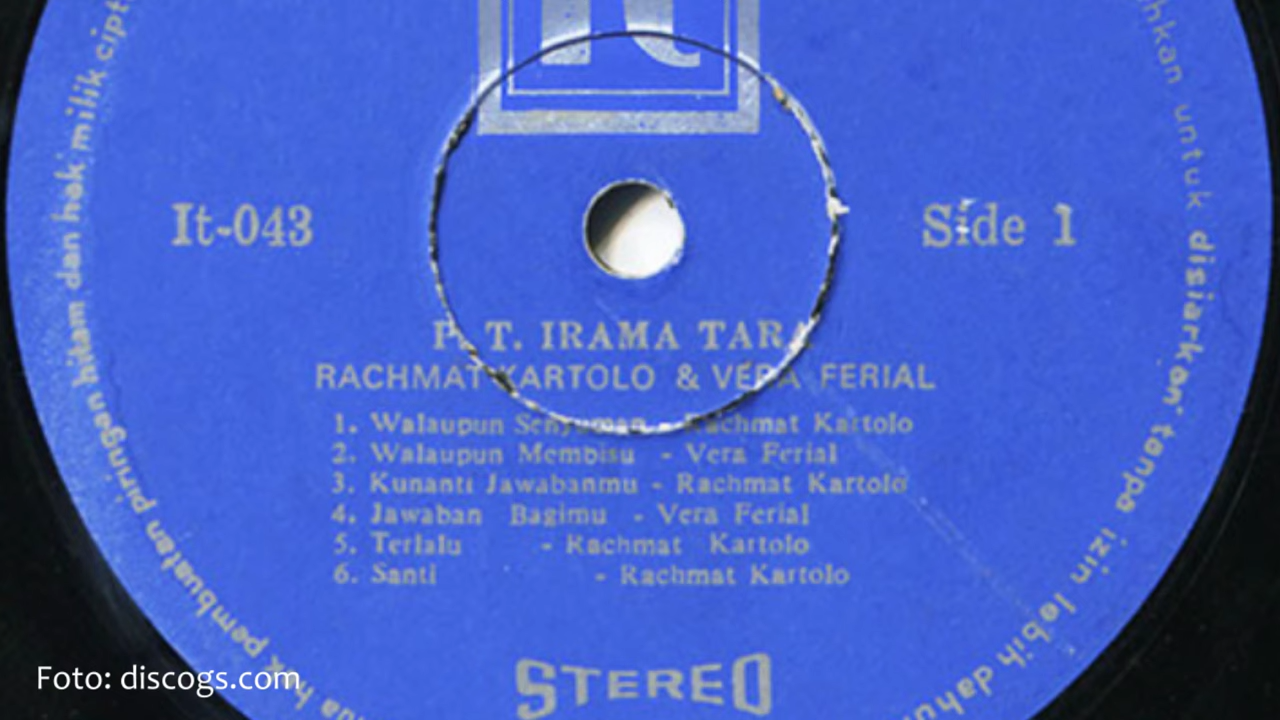 It
It-043
Side 1
P. T. IRAMA TARA
RACHMAT KARTOLO & VERA FERIAL
1. Walaupun Senyuman - Rachmat Kartolo
2. Walaupun Membisu - Vera Ferial
3. Kunanti Jawabanmu - Rachmat Kartolo
4. Jawaban Bagimu - Vera Ferial
5. Terlalu - Rachmat Kartolo
6. Santi - Rachmat Kartolo
STEREO
pembuatan piringan hitam dan hak milik
untuk disiarkan tanpa izin lebih
Foto: discogs.com